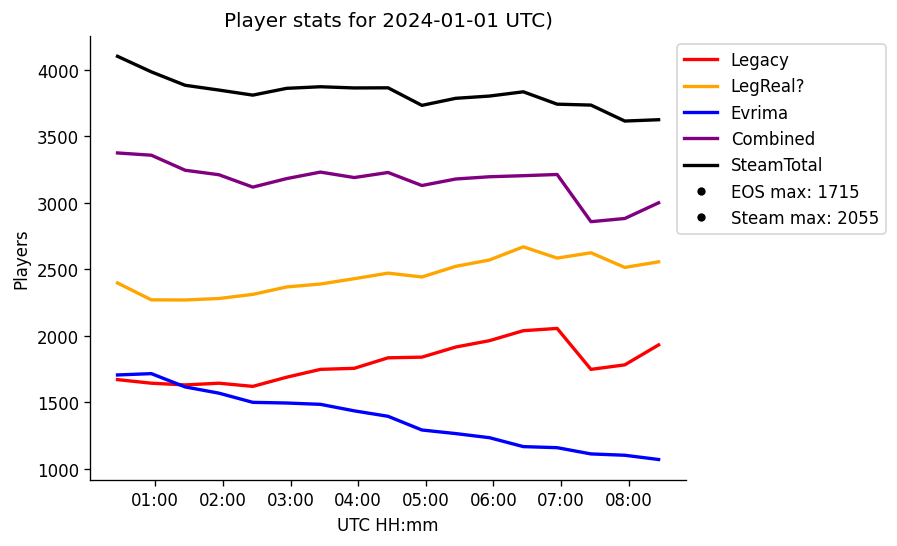 Player stats for 2024-01-01 UTC)
Players
4000
3500
3000
2500
2000
1500
1000
01:00 02:00 03:00 04:00 05:00 06:00 07:00 08:00
UTC HH:mm
Legacy
LegReal?
Evrima
Combined
SteamTotal
EOS max: 1715
Steam max: 2055